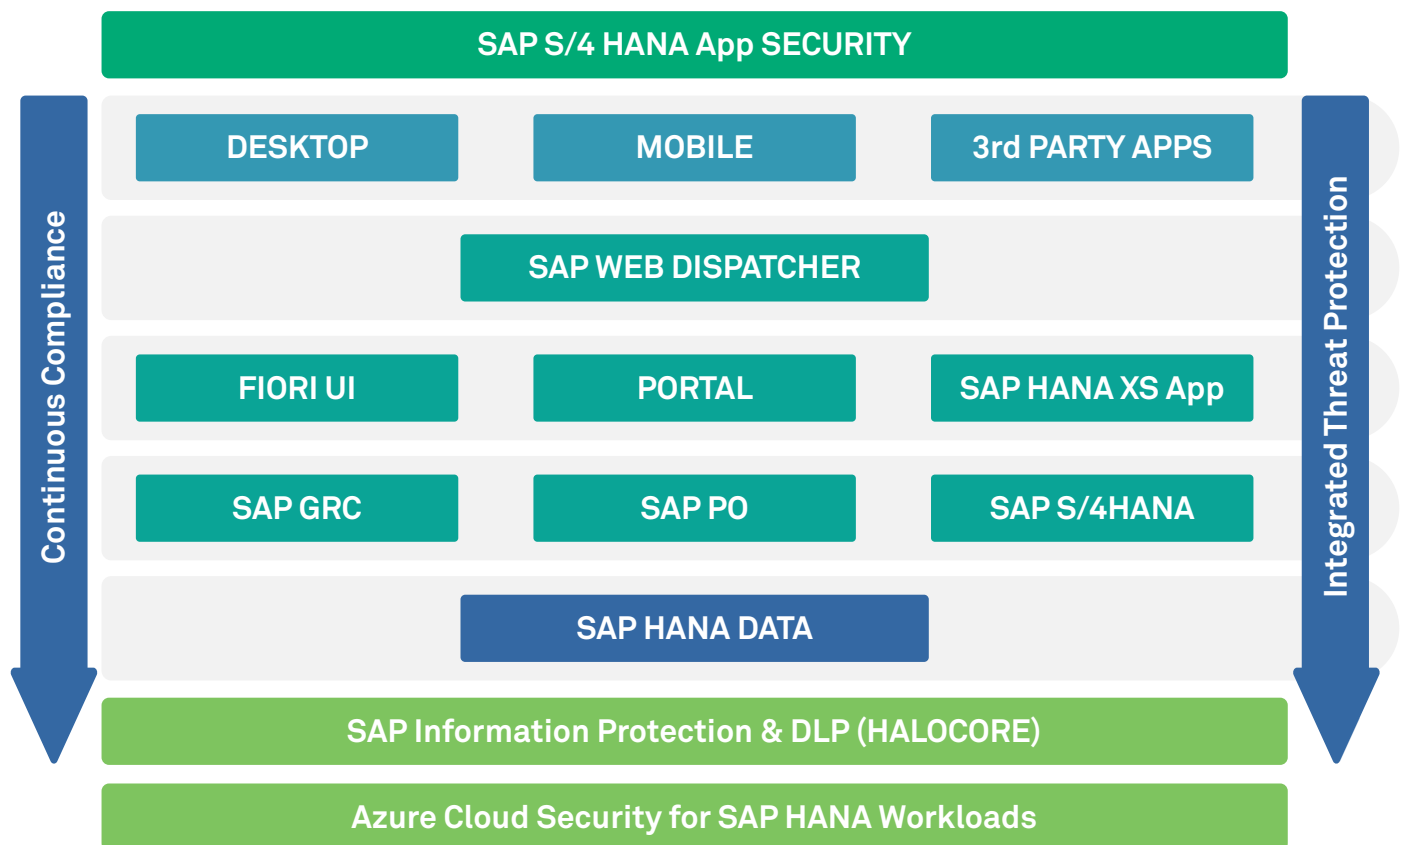 SAP S/4 HANA App SECURITY
DESKTOP
MOBILE
3rd PARTY APPS
SAP WEB DISPATCHER
FIORI UI
PORTAL
SAP HANA XS App
SAP GRC
SAP PO
SAP S/4HANA
SAP HANA DATA
Continuous Compliance
Integrated Threat Protection
SAP Information Protection & DLP (HALOCORE)
Azure Cloud Security for SAP HANA Workloads